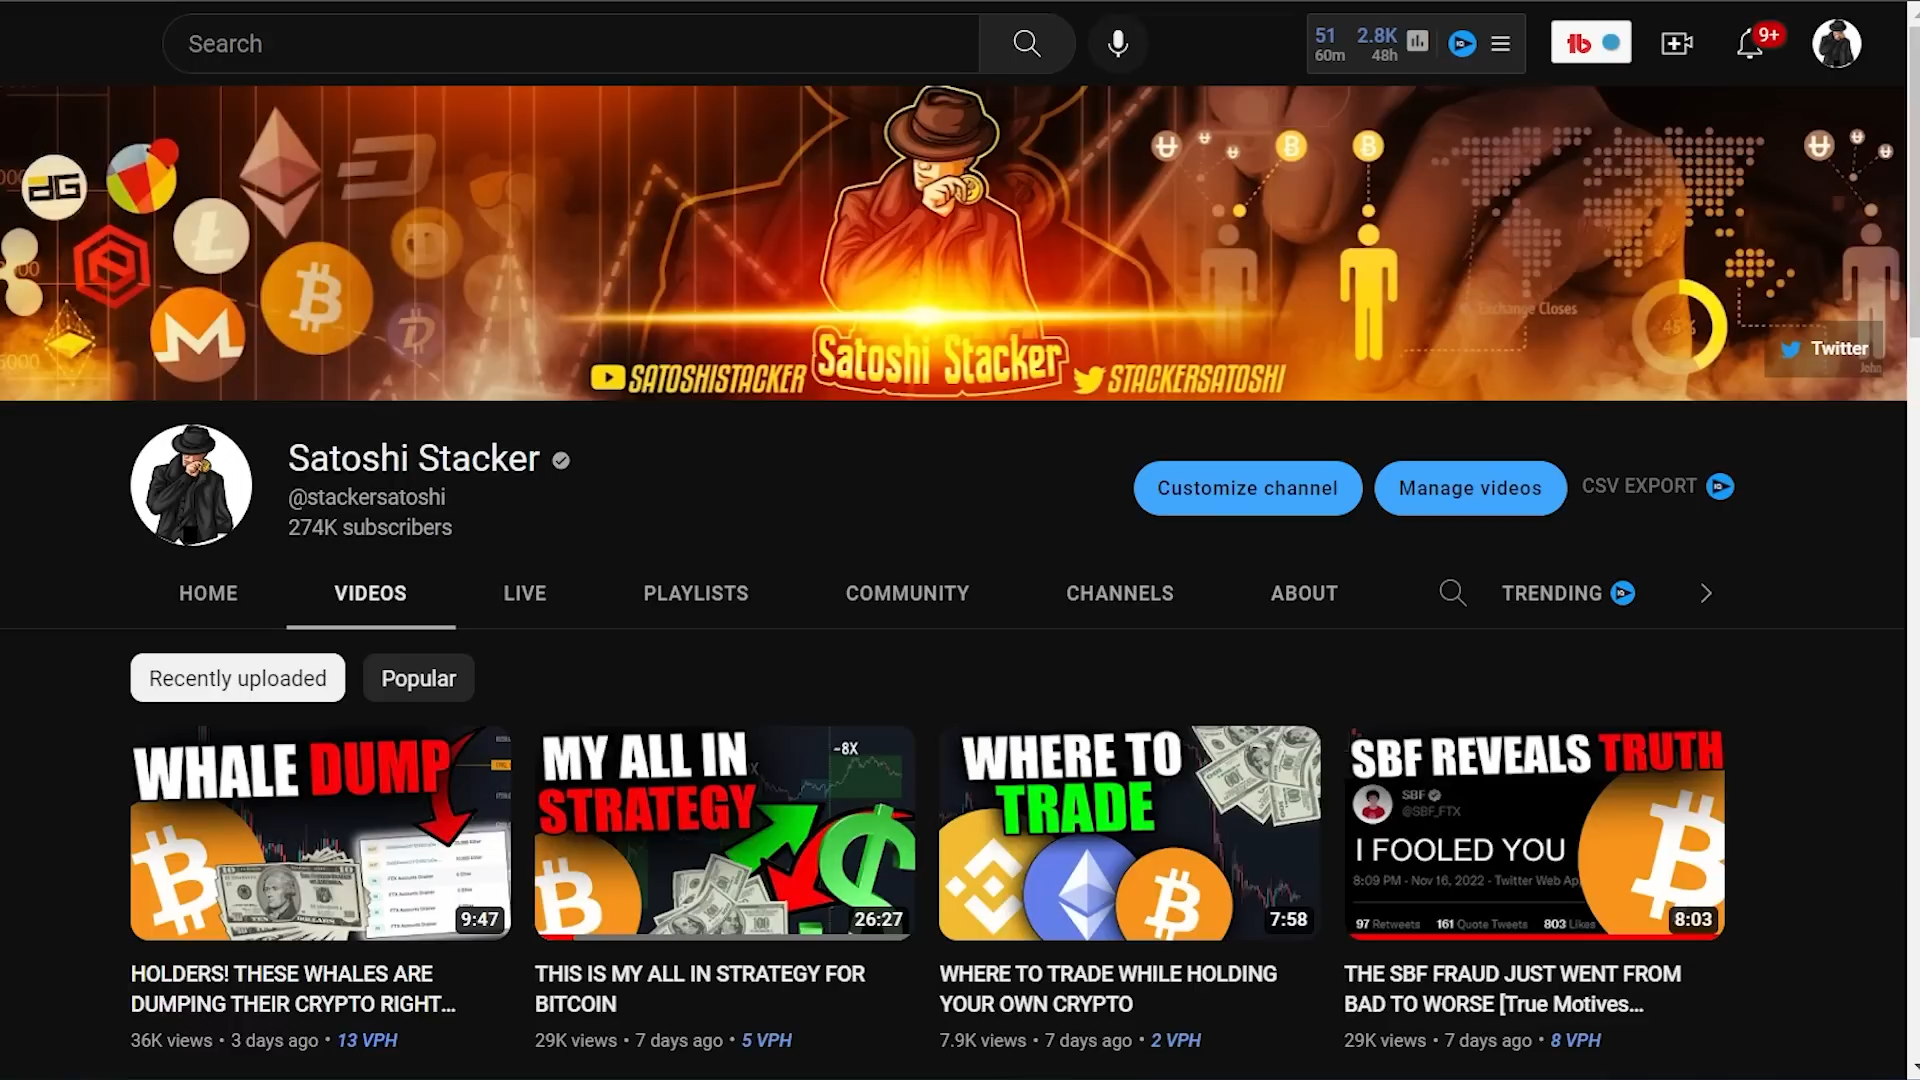 Search
51
60m
2.8K
48h
9+
Exchange Closes
45%
SATOSHISTACKER
Satoshi Stacker
STACKERSATOSHI
Twitter
John
Satoshi Stacker
@stackersatoshi
274K subscribers
Customize channel
Manage videos
CSV EXPORT
HOME
VIDEOS
LIVE
PLAYLISTS
COMMUNITY
CHANNELS
ABOUT
TRENDING
Recently uploaded
Popular
WHALE DUMP
9:47
MY ALL IN
STRATEGY
~8X
26:27
WHERE TO
TRADE
7:58
SBF REVEALS TRUTH
SBF
@SBF_FTX
I FOOLED YOU
8:09 PM - Nov 16, 2022 - Twitter Web Ap
97 Retweets 161 Quote Tweets 803 Likes
8:03
HOLDERS! THESE WHALES ARE
DUMPING THEIR CRYPTO RIGHT...
36K views • 3 days ago • 13 VPH
THIS IS MY ALL IN STRATEGY FOR
BITCOIN
29K views • 7 days ago • 5 VPH
WHERE TO TRADE WHILE HOLDING
YOUR OWN CRYPTO
7.9K views • 7 days ago • 2 VPH
THE SBF FRAUD JUST WENT FROM
BAD TO WORSE [True Motives...
29K views • 7 days ago • 8 VPH